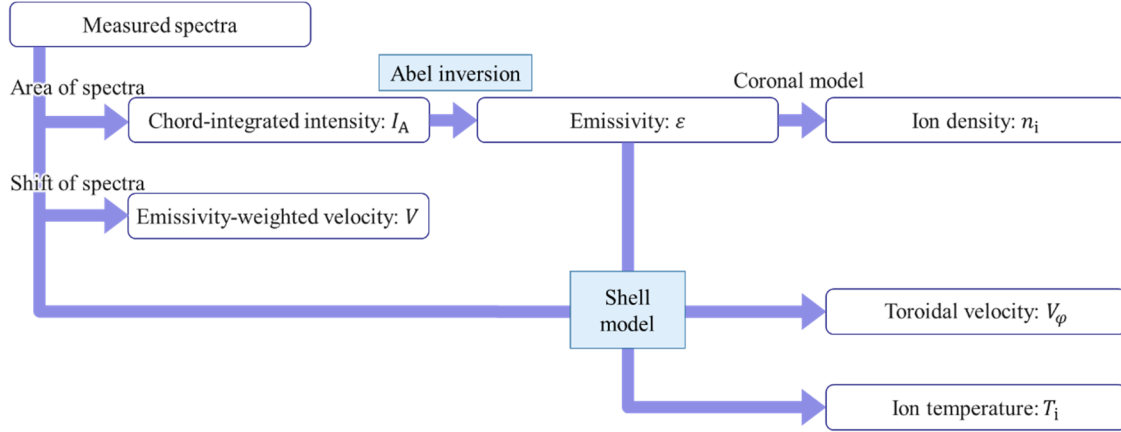 Measured spectra
Area of spectra
Abel inversion
Coronal model
Chord-integrated intensity: I_A
Emissivity: ε
Ion density: n_i
Shift of spectra
Emissivity-weighted velocity: V
Shell
model
Toroidal velocity: V_φ
Ion temperature: T_i